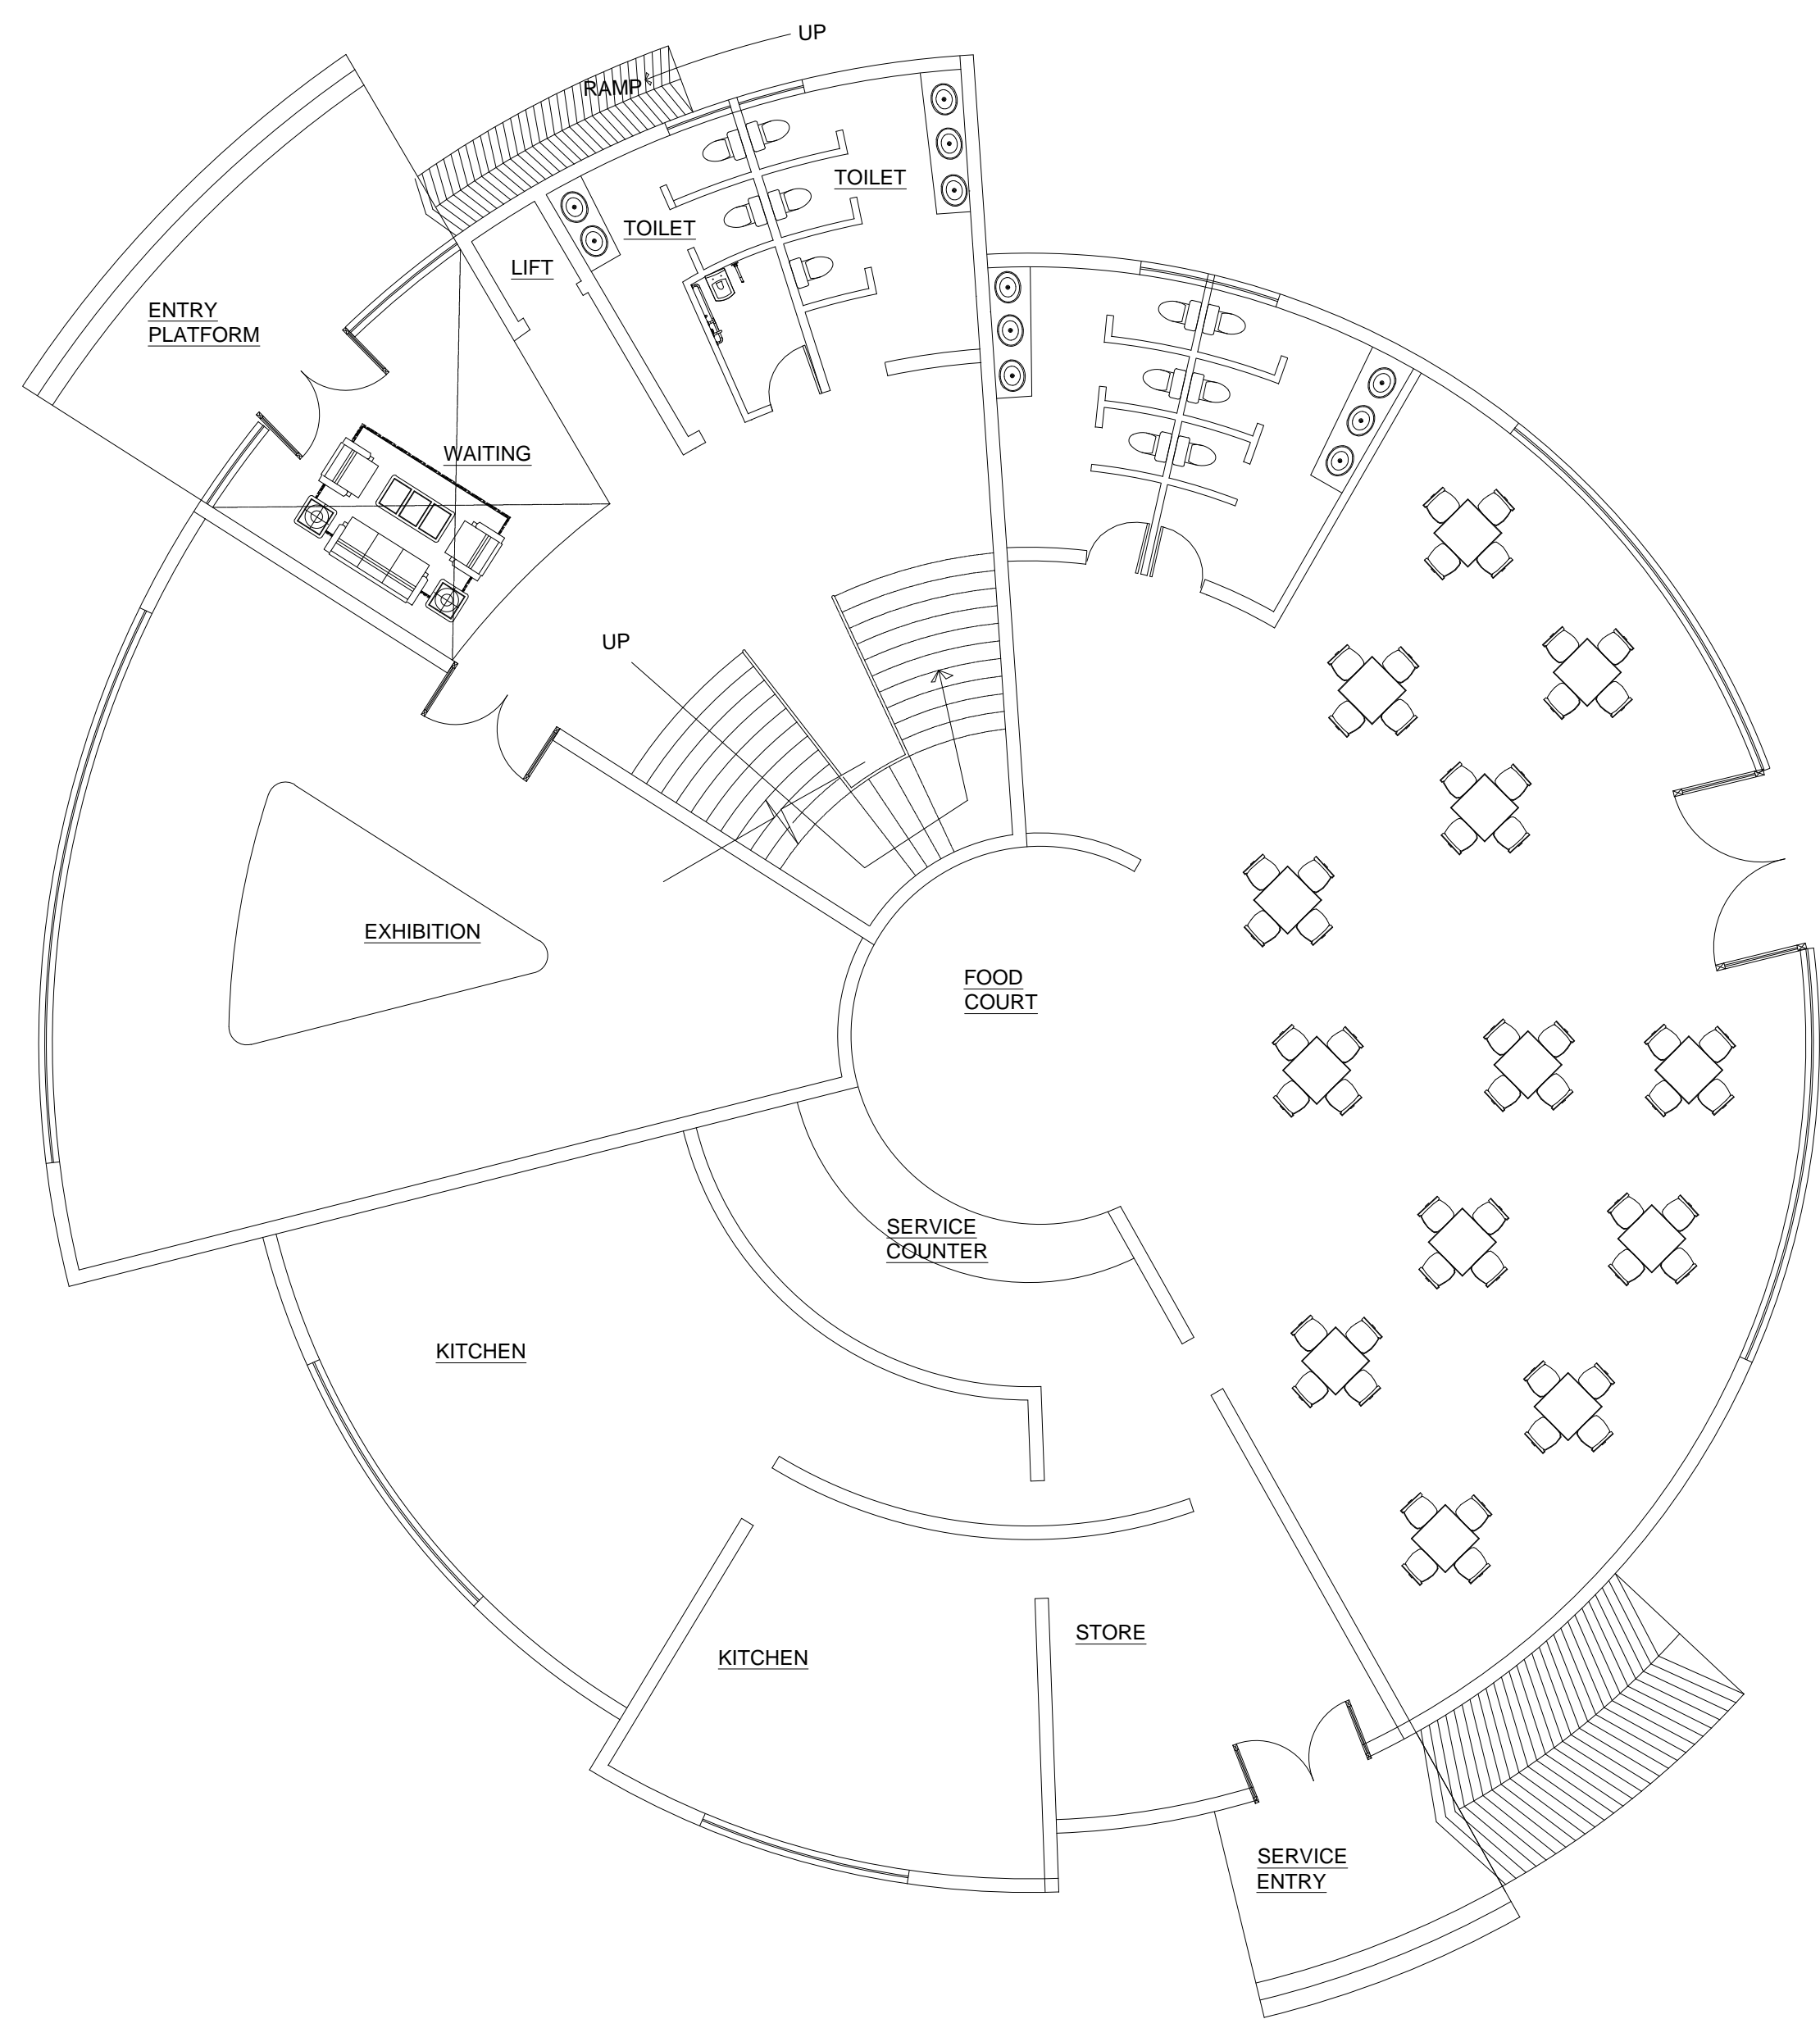 UP
RAMP
TOILET
TOILET
LIFT
ENTRY
PLATFORM
WAITING
UP
EXHIBITION
FOOD
COURT
SERVICE
COUNTER
KITCHEN
STORE
KITCHEN
SERVICE
ENTRY